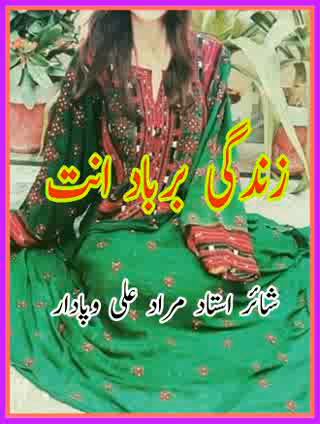 زندگی برباد انت
شائر استاد مراد علی وپادار